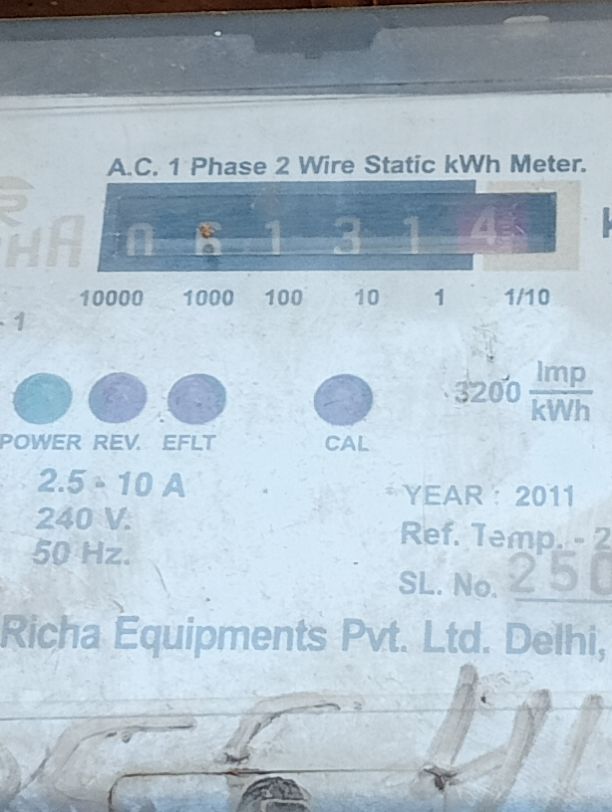 A.C. 1 Phase 2 Wire Static kWh Meter.
0 6 1 3 1 4
10000 1000 100 10 1 1/10
- 1
3200 Imp/kWh
POWER REV. EFLT CAL
2.5 - 10 A
240 V.
50 Hz.
YEAR : 2011
Ref. Temp. - 2
SL. No. 250
Richa Equipments Pvt. Ltd. Delhi,